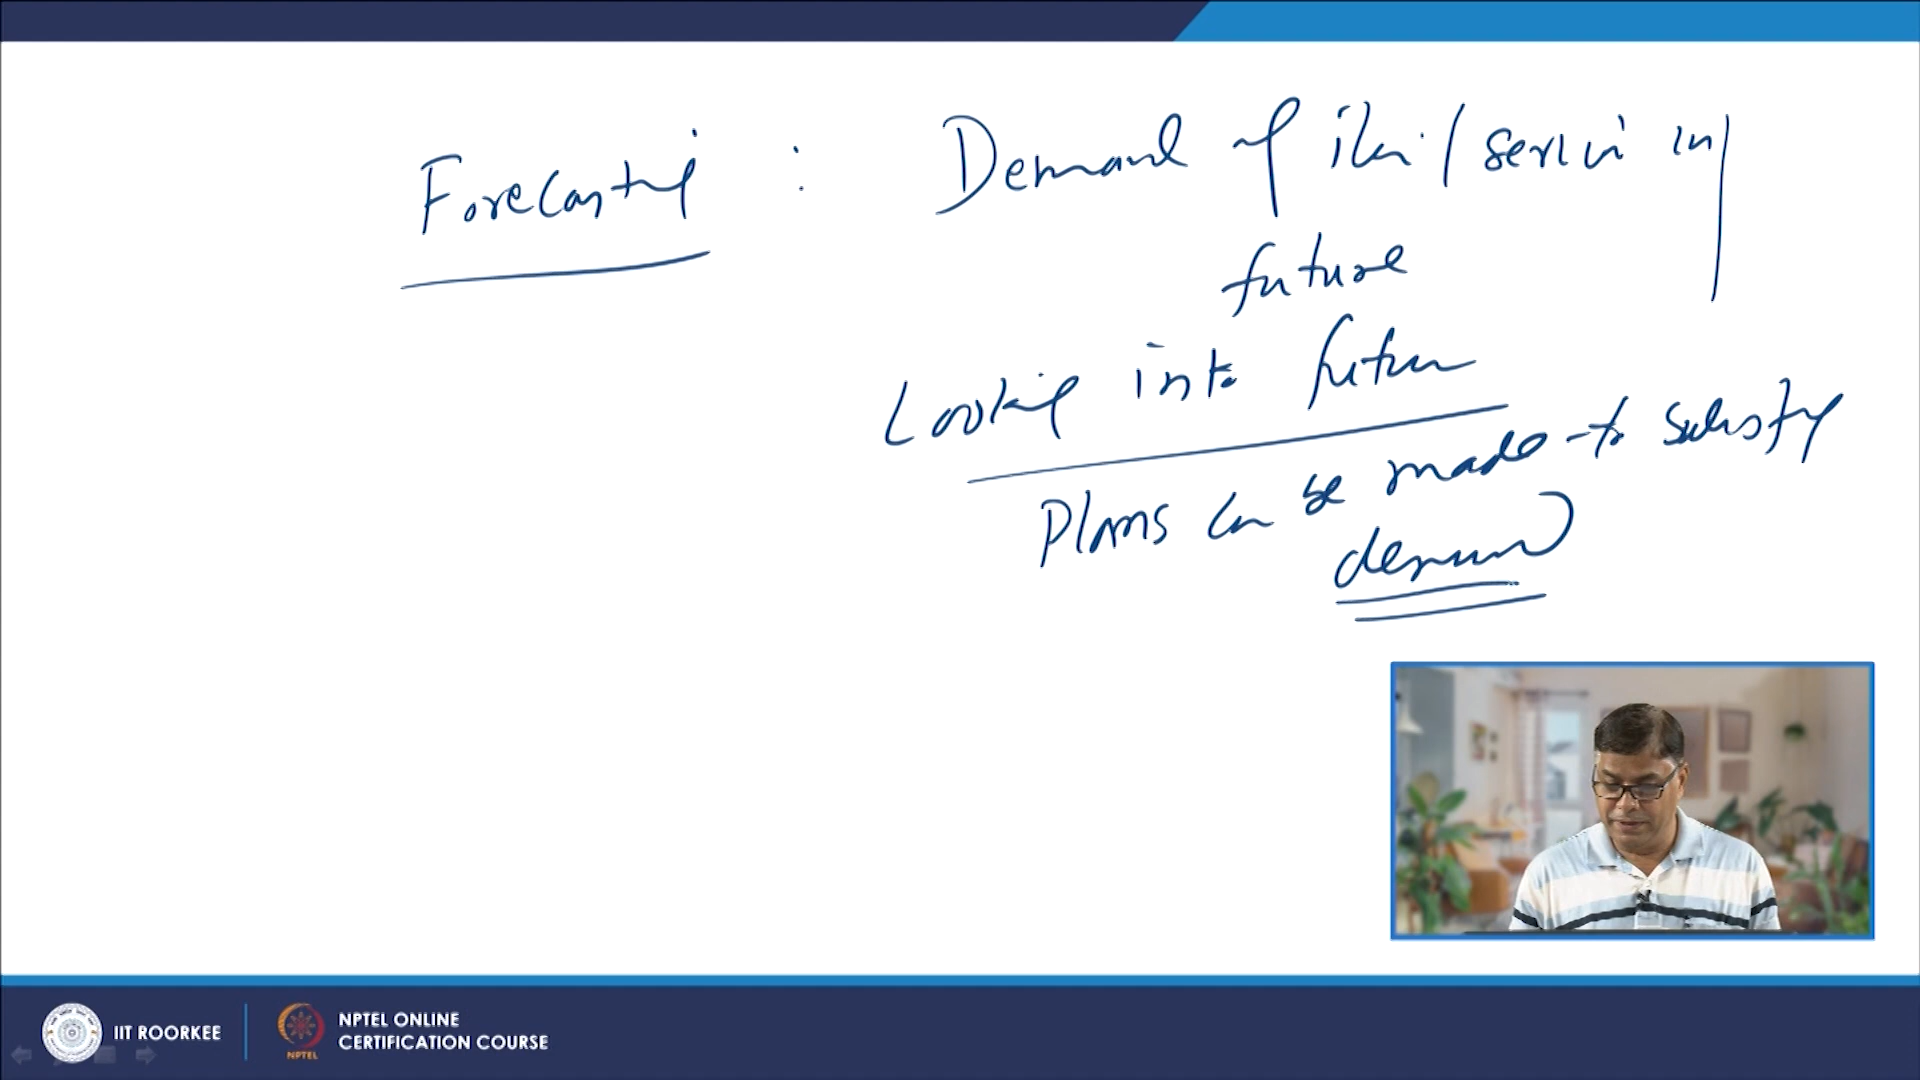 Forecasting : Demand of item / service in
future
Looking into future
Plans can be made to satisfy
demand
IIT ROORKEE
NPTEL
NPTEL ONLINE
CERTIFICATION COURSE